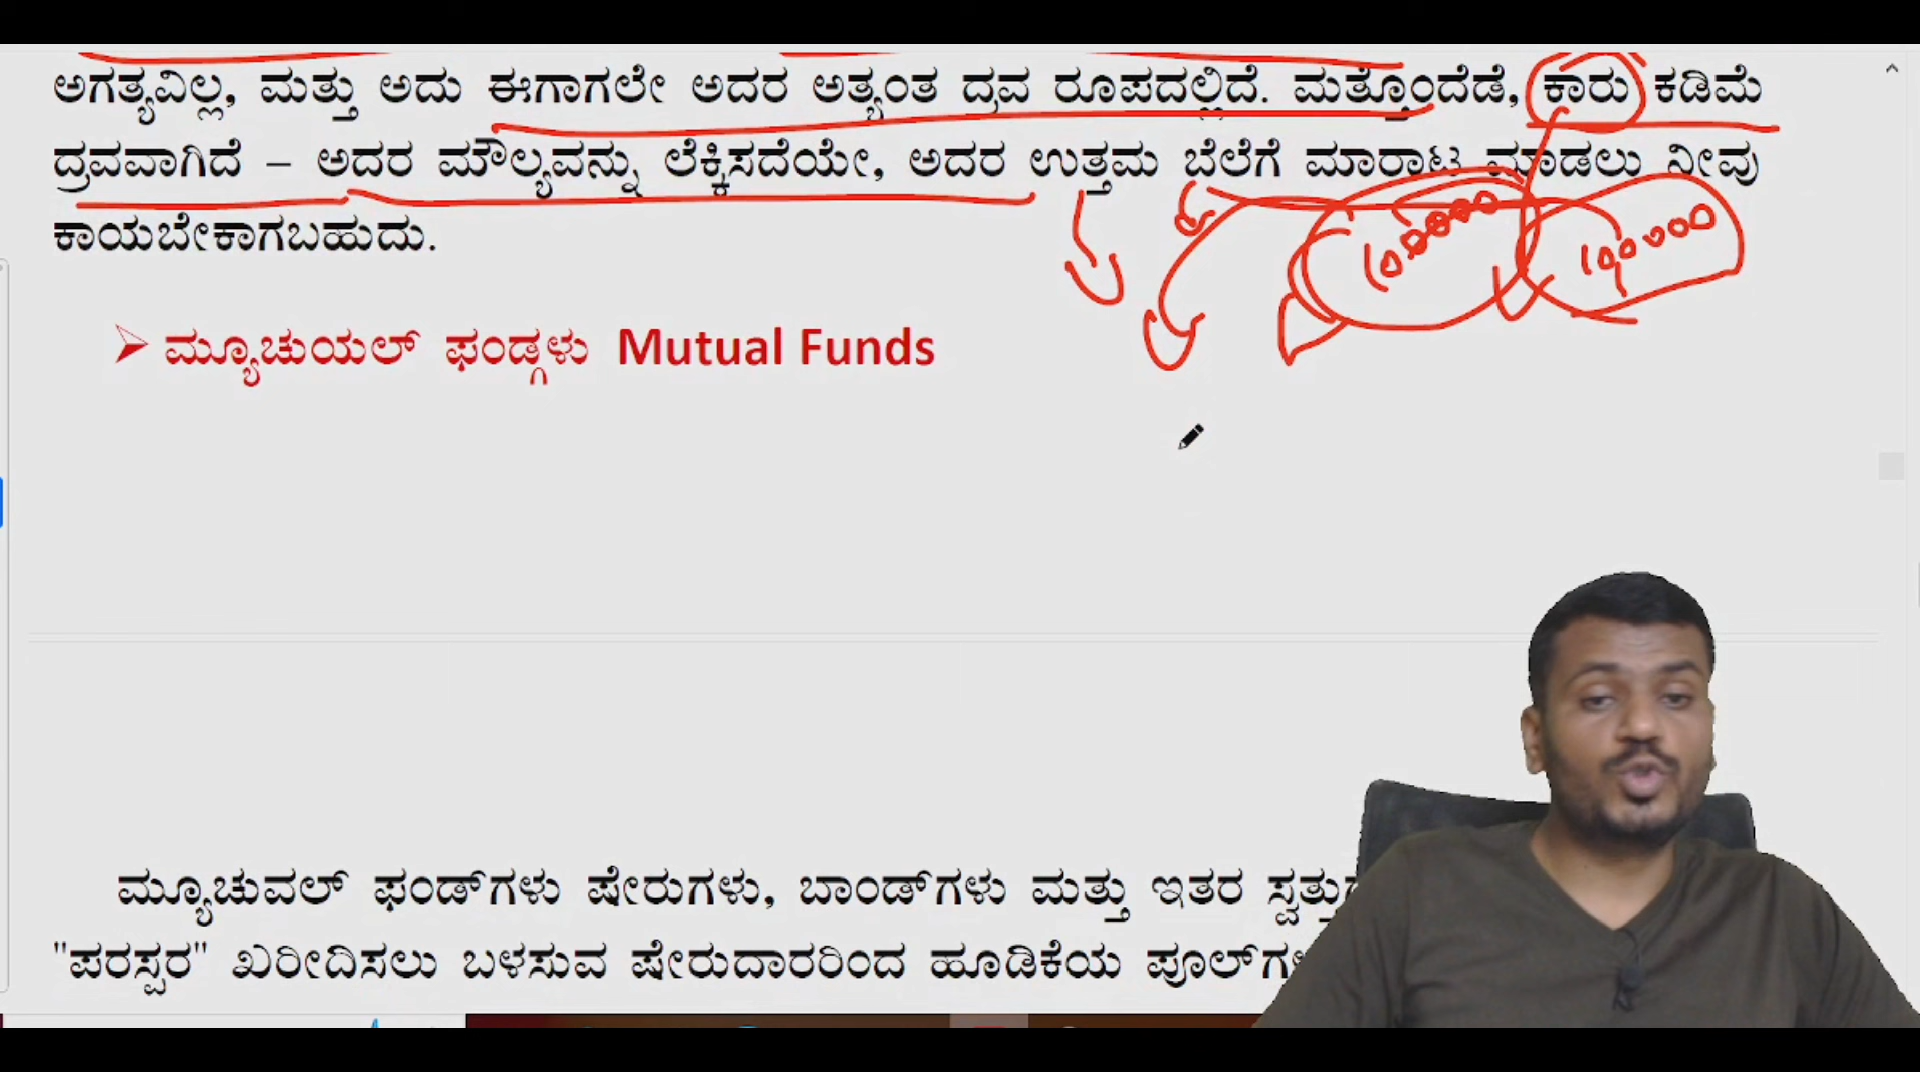 ಅಗತ್ಯವಿಲ್ಲ, ಮತ್ತು ಅದು ಈಗಾಗಲೇ ಅದರ ಅತ್ಯಂತ ದ್ರವ ರೂಪದಲ್ಲಿದೆ. ಮತ್ತೊಂದೆಡೆ, ಕಾರು ಕಡಿಮೆ
ದ್ರವವಾಗಿದೆ – ಅದರ ಮೌಲ್ಯವನ್ನು ಲೆಕ್ಕಿಸದೆಯೇ, ಅದರ ಉತ್ತಮ ಬೆಲೆಗೆ ಮಾರಾಟ ಮಾಡಲು ನೀವು
ಕಾಯಬೇಕಾಗಬಹುದು.
100000 100000
ಮ್ಯೂಚುಯಲ್ ಫಂಡ್ಗಳು Mutual Funds
ಮ್ಯೂಚುವಲ್ ಫಂಡ್‌ಗಳು ಷೇರುಗಳು, ಬಾಂಡ್‌ಗಳು ಮತ್ತು ಇತರ
"ಪರಸ್ಪರ" ಖರೀದಿಸಲು ಬಳಸುವ ಷೇರುದಾರರಿಂದ ಹೂಡಿಕೆಯ